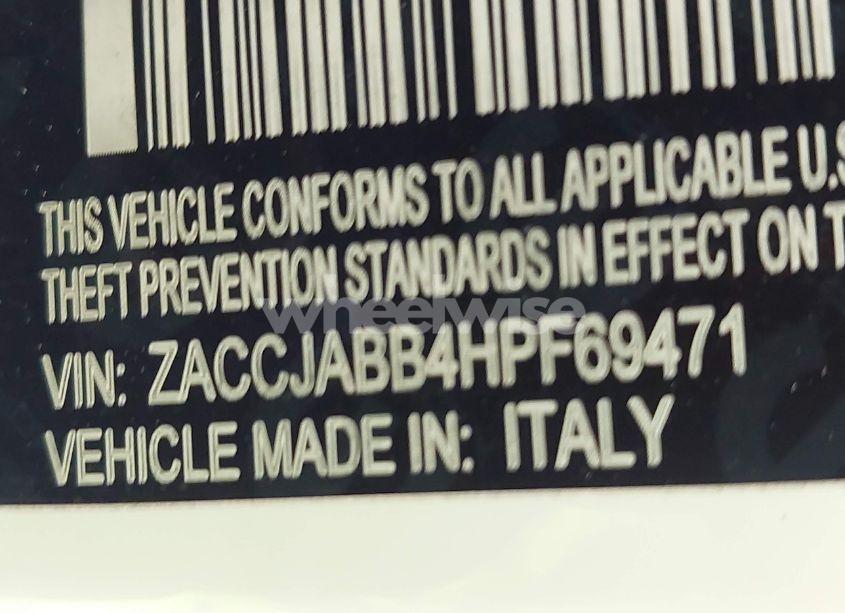 THIS VEHICLE CONFORMS TO ALL APPLICABLE U.S
THEFT PREVENTION STANDARDS IN EFFECT ON T
wheelwise
VIN: ZACCJABB4HPF69471
VEHICLE MADE IN: ITALY